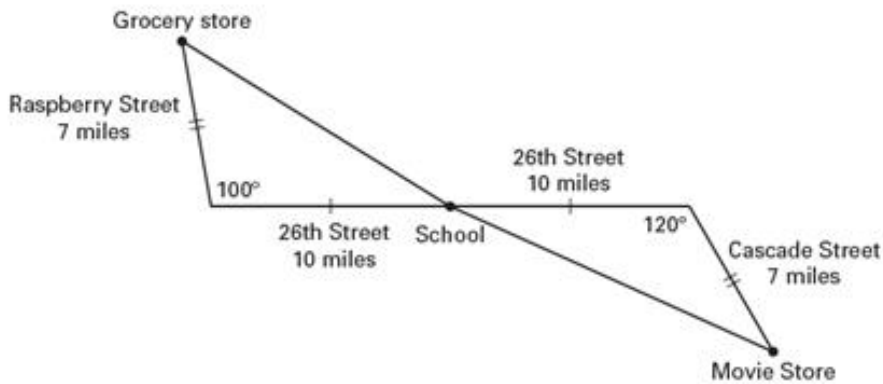 Grocery store
Raspberry Street
7 miles
100°
26th Street
10 miles
26th Street
10 miles
School
120°
Cascade Street
7 miles
Movie Store